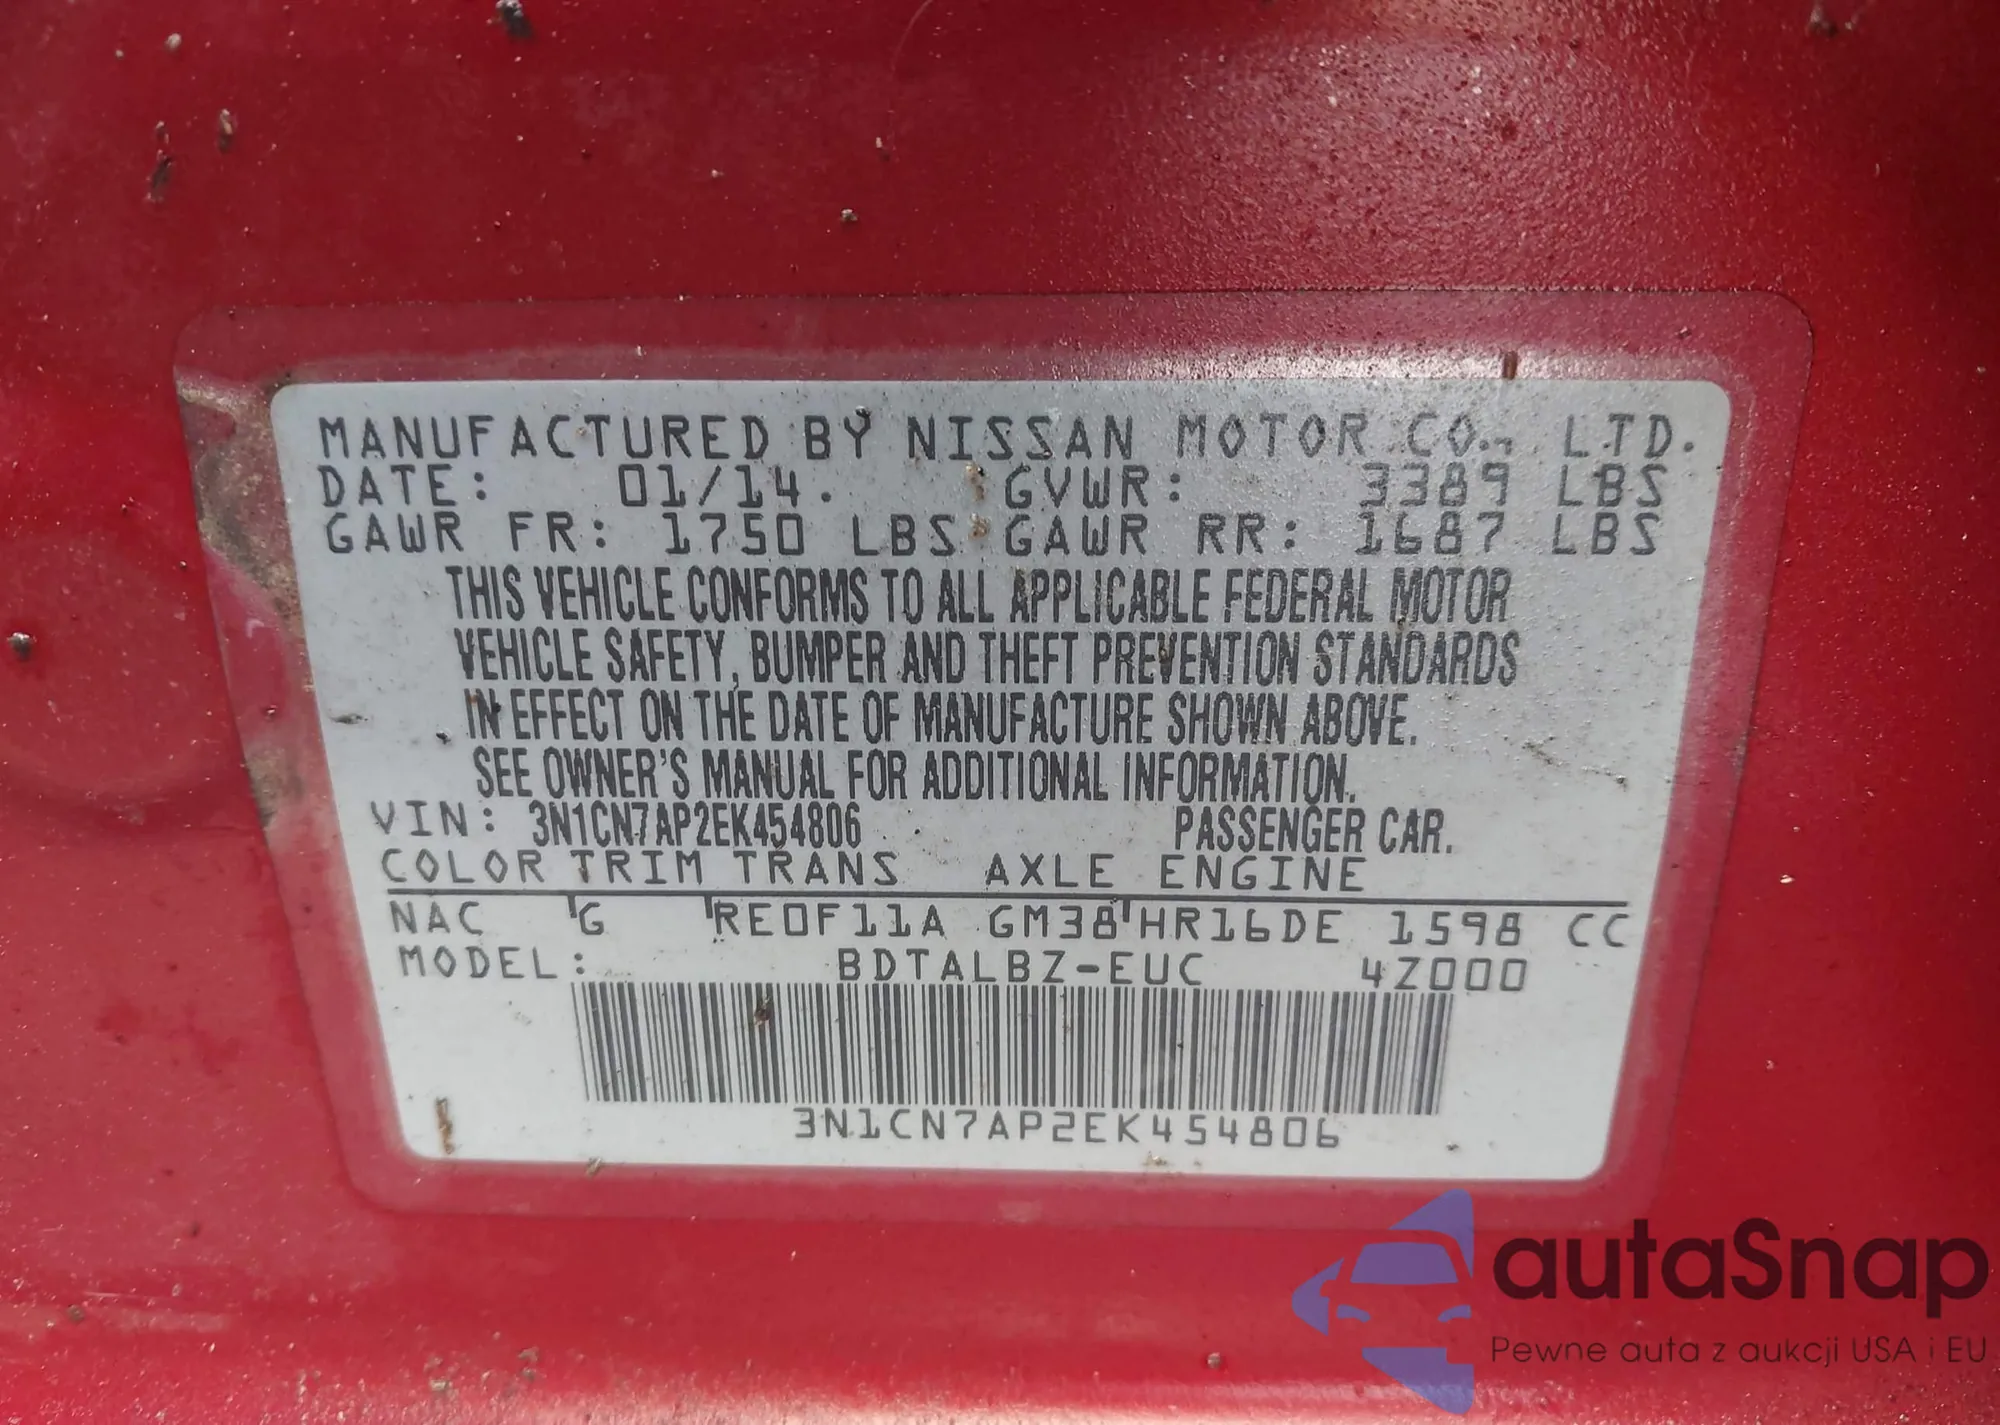 MANUFACTURED BY NISSAN MOTOR CO., LTD.
DATE: 01/14. GVWR: 3389 LBS
GAWR FR: 1750 LBS GAWR RR: 1687 LBS
THIS VEHICLE CONFORMS TO ALL APPLICABLE FEDERAL MOTOR
VEHICLE SAFETY, BUMPER AND THEFT PREVENTION STANDARDS
IN EFFECT ON THE DATE OF MANUFACTURE SHOWN ABOVE.
SEE OWNER'S MANUAL FOR ADDITIONAL INFORMATION.
VIN: 3N1CN7AP2EK454806 PASSENGER CAR.
COLOR TRIM TRANS AXLE ENGINE
NAC G RE0F11A GM38 HR16DE 1598 CC
MODEL: BDTALBZ-EUC 4Z000
3N1CN7AP2EK454806
autaSnap
Pewne auta z aukcji USA i EU